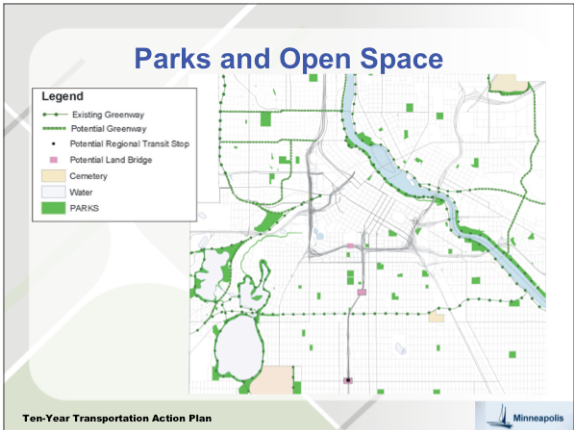 Parks and Open Space
Legend
Existing Greenway
Potential Greenway
Potential Regional Transit Stop
Potential Land Bridge
Cemetery
Water
PARKS
Ten-Year Transportation Action Plan
Minneapolis